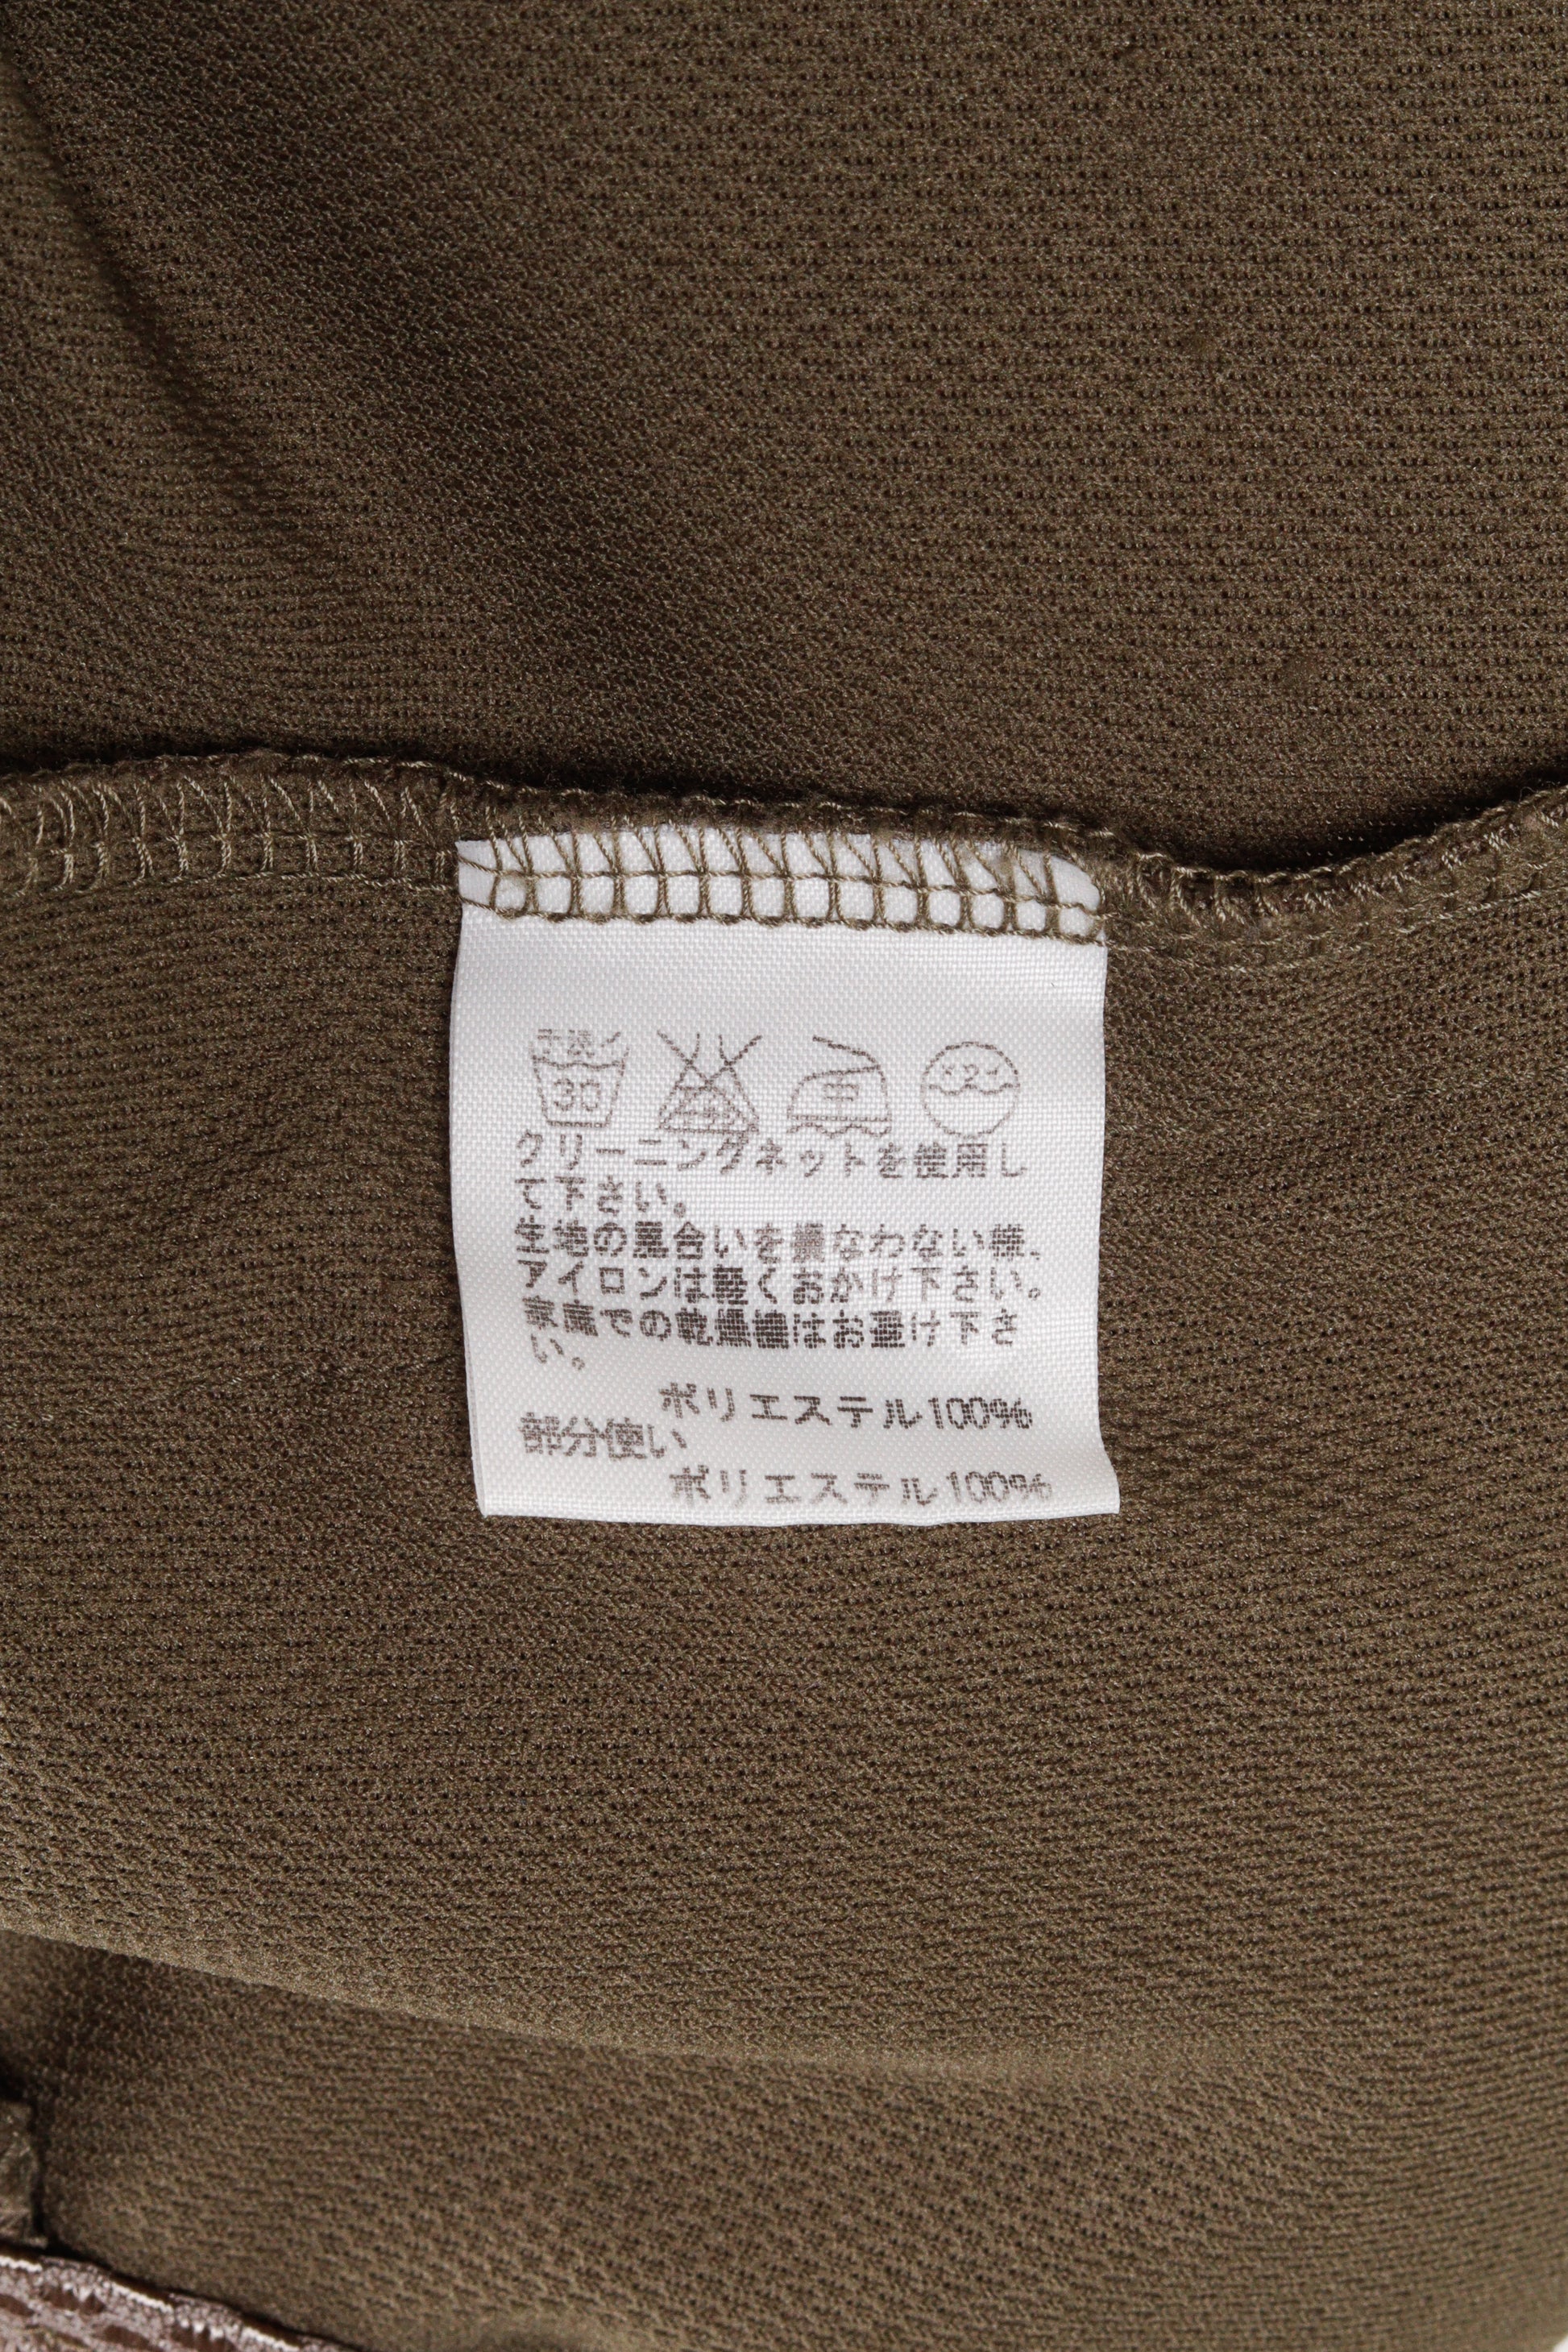 手洗イ
30
中
クリーニングネットを使用し
て下さい。
生地の風合いを損なわない様、
アイロンは軽くおかけ下さい。
家庭での乾燥機はお避け下さ
い。
ポリエステル100%
部分使い
ポリエステル100%